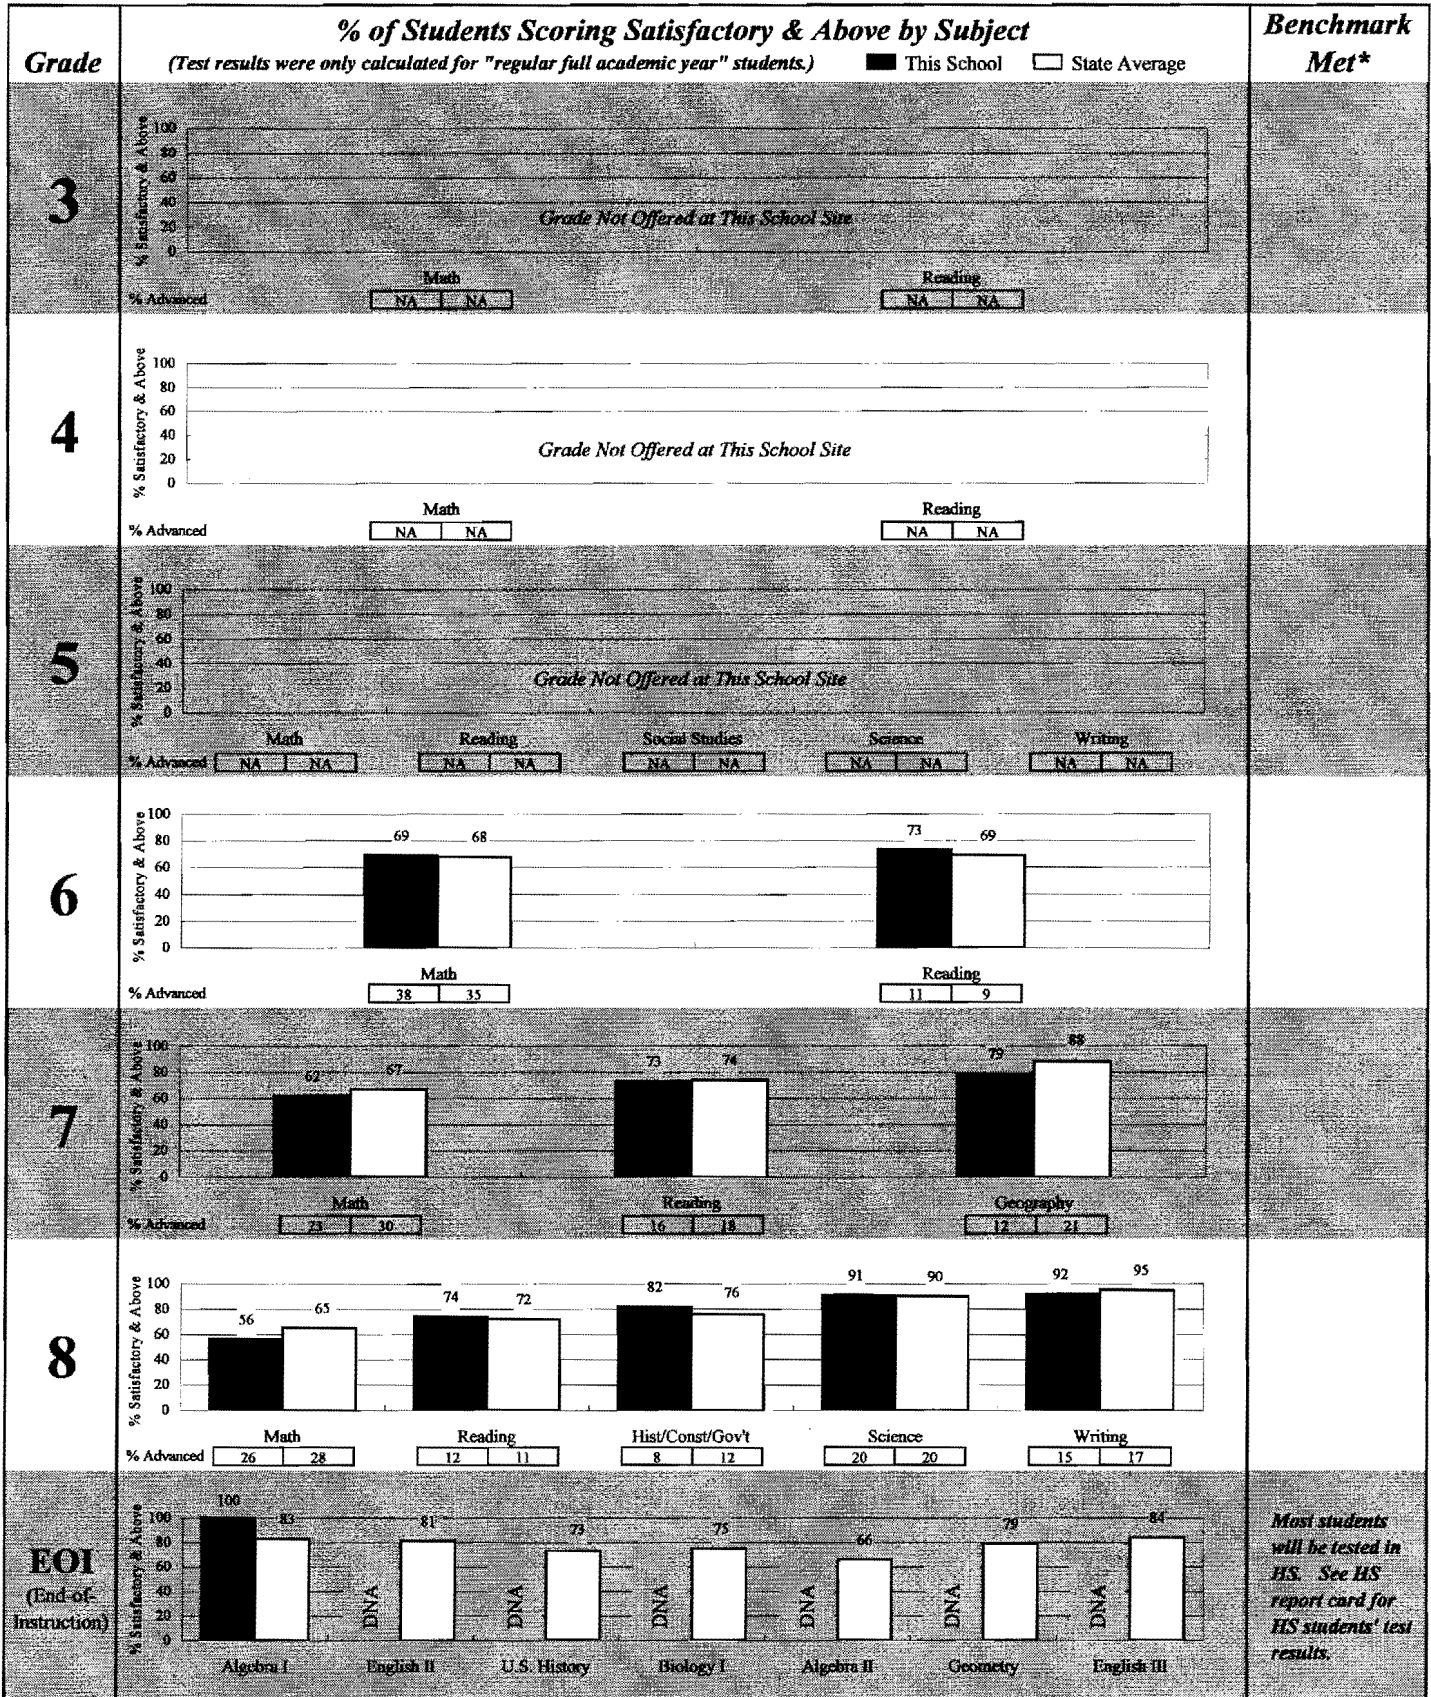 Grade
% of Students Scoring Satisfactory & Above by Subject
(Test results were only calculated for "regular full academic year" students.)
This School
State Average
Benchmark
Met*
3
% Satisfactory & Above
100
80
60
40
20
0
Grade Not Offered at This School Site
Math
Reading
% Advanced
NA NA
NA NA
4
% Satisfactory & Above
100
80
60
40
20
0
Grade Not Offered at This School Site
Math
Reading
% Advanced
NA NA
NA NA
5
% Satisfactory & Above
100
80
60
40
20
0
Grade Not Offered at This School Site
Math
Reading
Social Studies
Science
Writing
% Advanced
NA NA
NA NA
NA NA
NA NA
NA NA
6
% Satisfactory & Above
100
80
60
40
20
0
69 68
73 69
Math
Reading
% Advanced
38 35
11 9
7
% Satisfactory & Above
100
80
60
40
20
0
62 67
73 74
79 88
Math
Reading
Geography
% Advanced
23 30
16 18
12 21
8
% Satisfactory & Above
100
80
60
40
20
0
56 65
74 72
82 76
91 90
92 95
Math
Reading
Hist/Const/Gov't
Science
Writing
% Advanced
26 28
12 11
8 12
20 20
15 17
EOI
(End-of-
Instruction)
% Satisfactory & Above
100
80
60
40
20
0
100 83
DNA 81
DNA 73
DNA 75
DNA 66
DNA 79
DNA 84
Algebra I
English II
U.S. History
Biology I
Algebra II
Geometry
English III
Most students
will be tested in
HS. See HS
report card for
HS students' test
results.